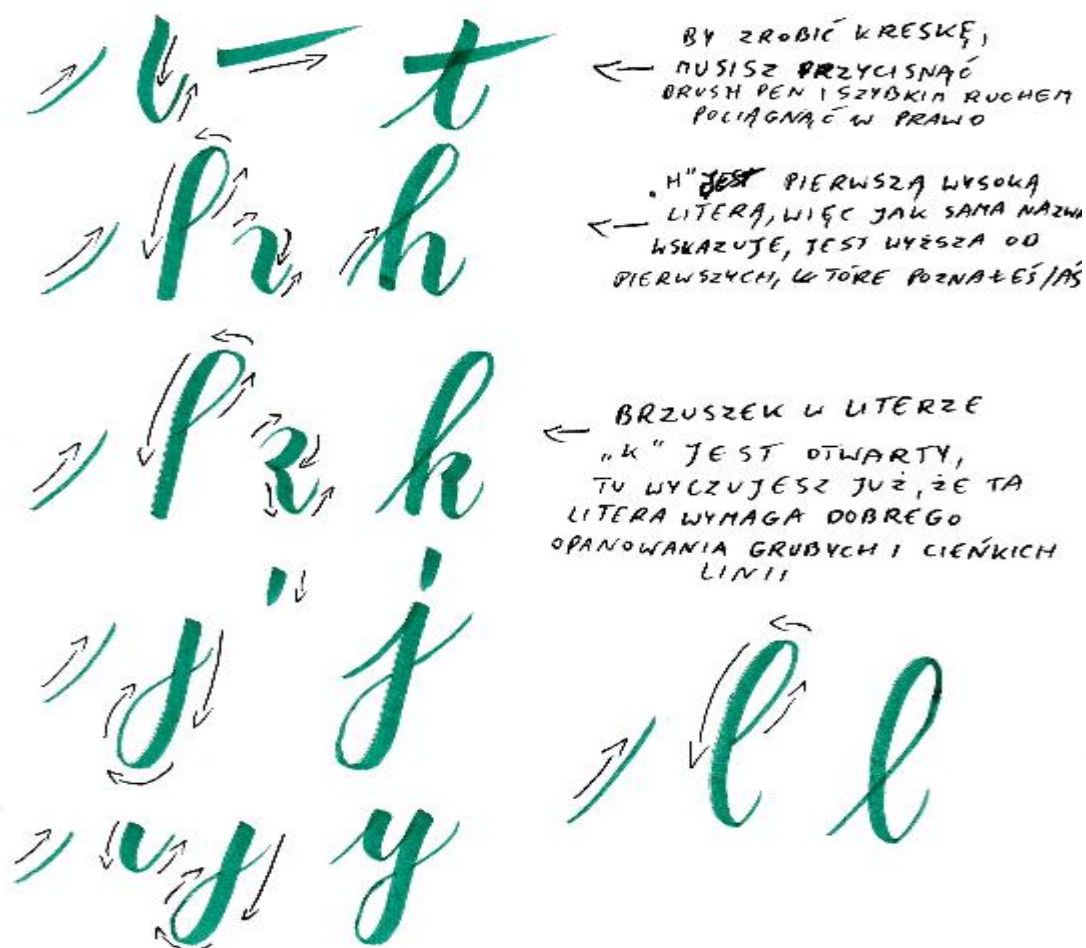 t
BY ZROBIĆ KRESKĘ,
MUSISZ PRZYCISNĄĆ
BRUSH PEN I SZYBKIM RUCHEM
POCIĄGNĄĆ W PRAWO
h
„H" JEST PIERWSZĄ WYSOKĄ
LITERĄ, WIĘC JAK SAMA NAZWA
WSKAZUJE, JEST WYŻSZA OD
PIERWSZYCH, KTÓRE POZNAŁEŚ/AŚ
k
BRZUSZEK W LITERZE
„K" JEST OTWARTY,
TU WYCZUJESZ JUŻ, ŻE TA
LITERA WYMAGA DOBREGO
OPANOWANIA GRUBYCH I CIEŃKICH
LINII
j
l l
y